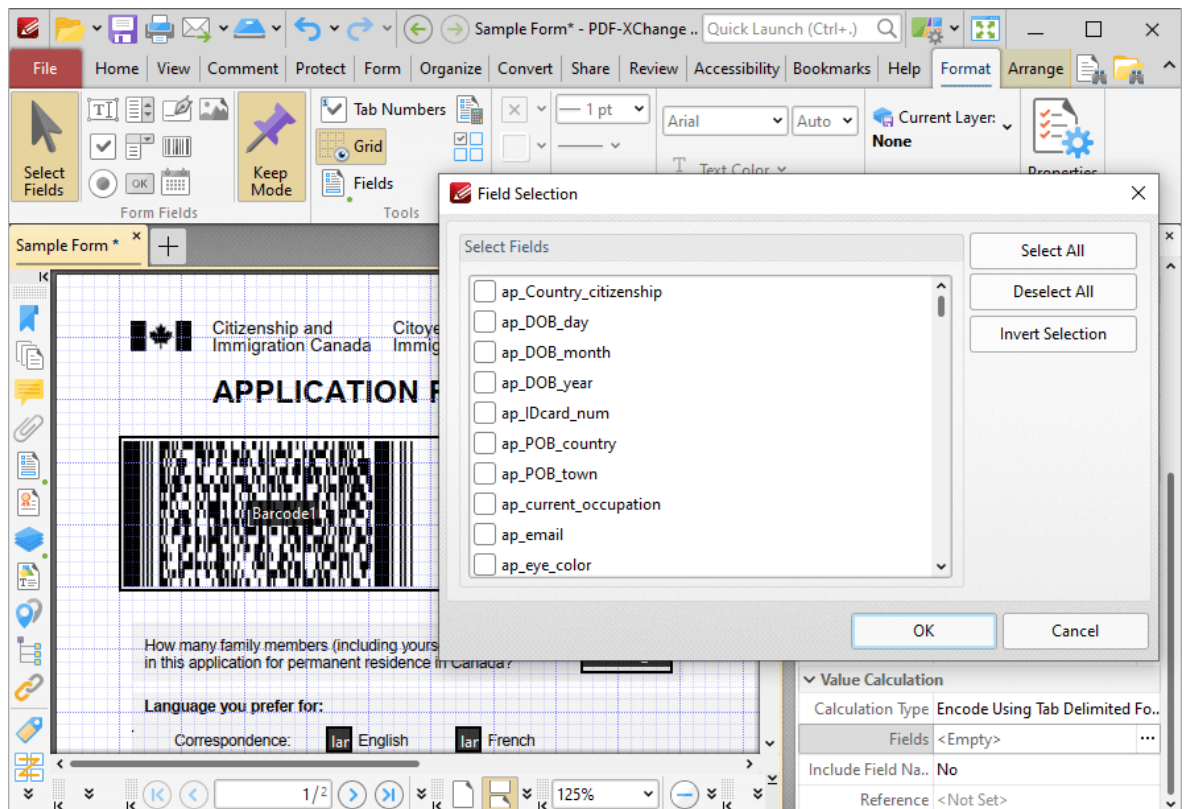 Sample Form* - PDF-XChange ..
Quick Launch (Ctrl+.)
File Home View Comment Protect Form Organize Convert Share Review Accessibility Bookmarks Help Format Arrange
Select Fields
OK
Keep Mode
Tab Numbers
Grid
Fields
1 pt
Arial
Auto
Text Color
Current Layer:
None
Properties
Form Fields
Tools
Sample Form *
Field Selection
Select Fields
ap_Country_citizenship
ap_DOB_day
ap_DOB_month
ap_DOB_year
ap_IDcard_num
ap_POB_country
ap_POB_town
ap_current_occupation
ap_email
ap_eye_color
Select All
Deselect All
Invert Selection
OK
Cancel
Citizenship and
Immigration Canada
Citoye
Immig
APPLICATION F
Barcode1
How many family members (including yours
in this application for permanent residence in Canada?
Language you prefer for:
Correspondence:
lar English
lar French
Value Calculation
Calculation Type Encode Using Tab Delimited Fo..
Fields <Empty> ...
Include Field Na.. No
Reference <Not Set>
1/2
125%